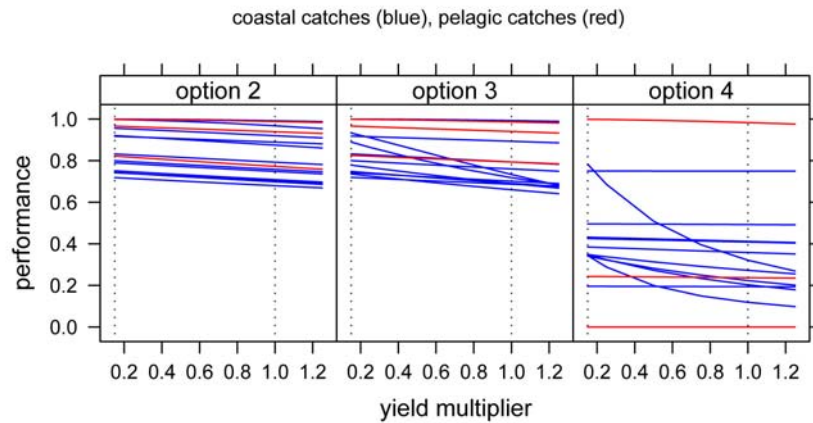 coastal catches (blue), pelagic catches (red)
option 2 option 3 option 4
1.0
0.8
0.6
0.4
0.2
0.0
performance
0.2 0.4 0.6 0.8 1.0 1.2 0.2 0.4 0.6 0.8 1.0 1.2 0.2 0.4 0.6 0.8 1.0 1.2
yield multiplier